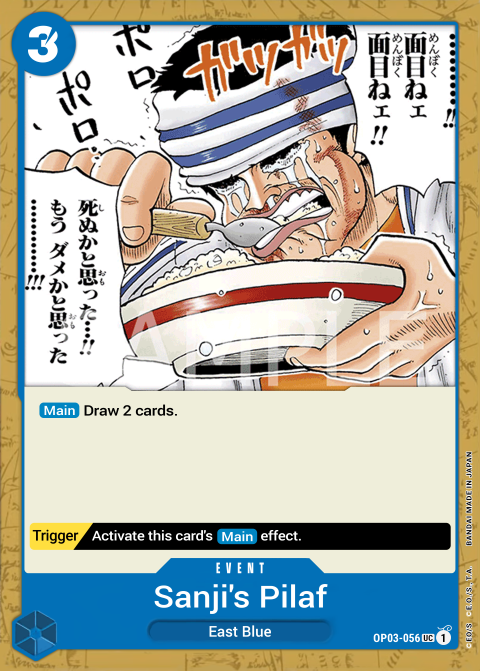 3
ポロ
ポロ
ガツガツ
面目ねェ
面目ねェ!!
死ぬかと思った…!!
もうダメかと思った
…………!!!
SAMPLE
Main Draw 2 cards.
Trigger Activate this card's Main effect.
EVENT
Sanji's Pilaf
East Blue
OP03-056 UC 1
BANDAI MADE IN JAPAN